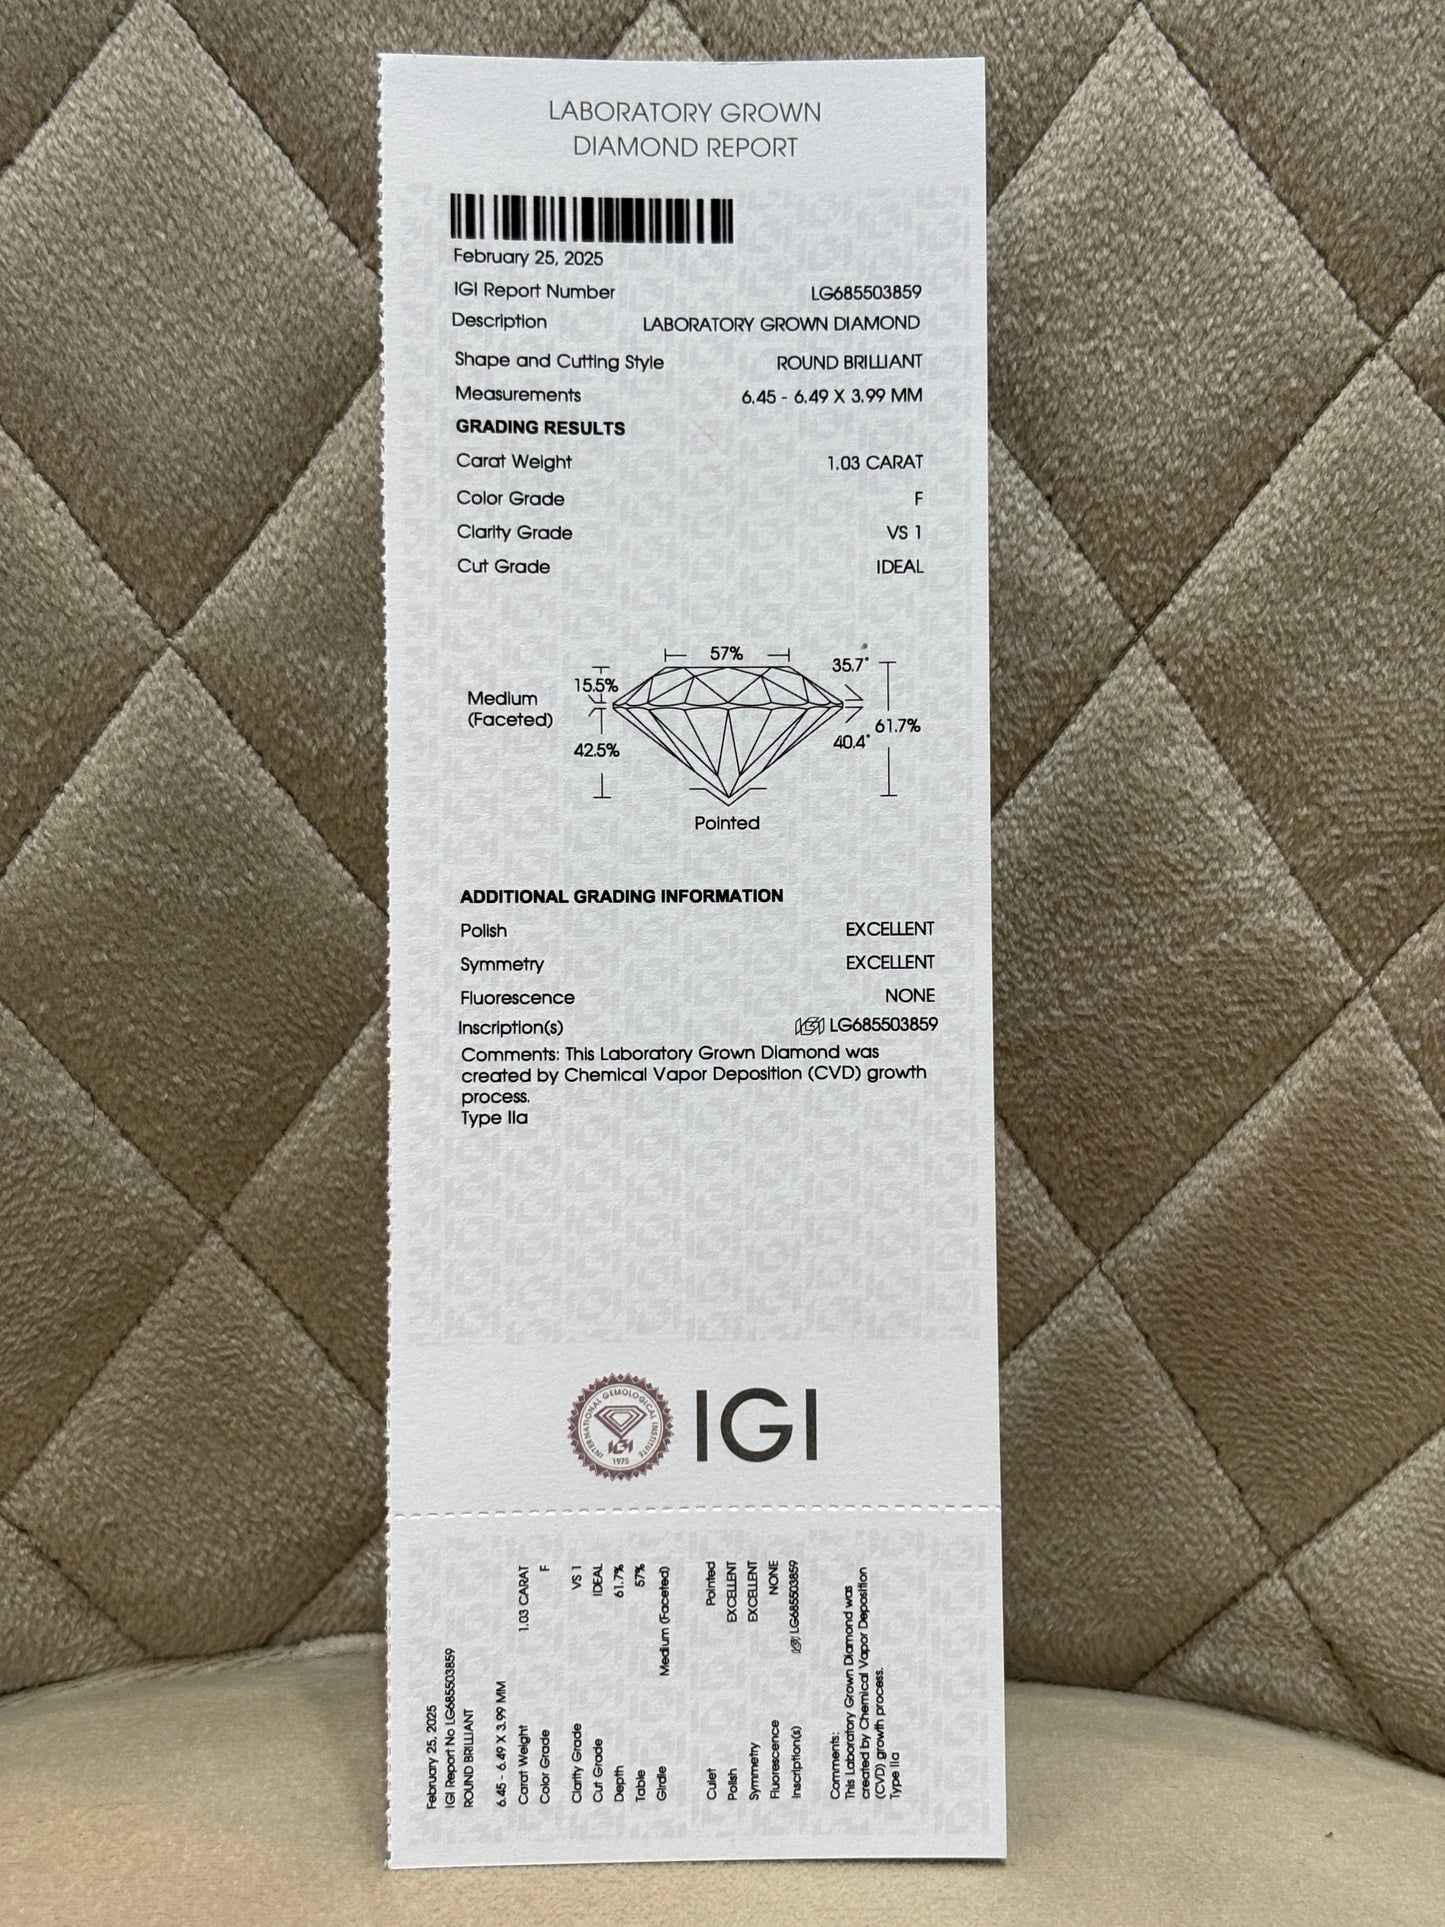 LABORATORY GROWN
DIAMOND REPORT
February 25, 2025
IGI Report Number LG685503859
Description LABORATORY GROWN DIAMOND
Shape and Cutting Style ROUND BRILLIANT
Measurements 6.45 - 6.49 X 3.99 MM
GRADING RESULTS
Carat Weight 1.03 CARAT
Color Grade F
Clarity Grade VS 1
Cut Grade IDEAL
57%
35.7°
15.5%
Medium
(Faceted)
61.7%
40.4°
42.5%
Pointed
ADDITIONAL GRADING INFORMATION
Polish EXCELLENT
Symmetry EXCELLENT
Fluorescence NONE
Inscription(s) IGI LG685503859
Comments: This Laboratory Grown Diamond was
created by Chemical Vapor Deposition (CVD) growth
process.
Type IIa
INTERNATIONAL GEMOLOGICAL INSTITUTE
IGI
1975
IGI
February 25, 2025
IGI Report No LG685503859
ROUND BRILLIANT
6.45 - 6.49 X 3.99 MM
Carat Weight 1.03 CARAT
Color Grade F
Clarity Grade VS 1
Cut Grade IDEAL
Depth 61.7%
Table 57%
Girdle Medium (Faceted)
Culet Pointed
Polish EXCELLENT
Symmetry EXCELLENT
Fluorescence NONE
Inscription(s) IGI LG685503859
Comments:
This Laboratory Grown Diamond was
created by Chemical Vapor Deposition
(CVD) growth process.
Type IIa